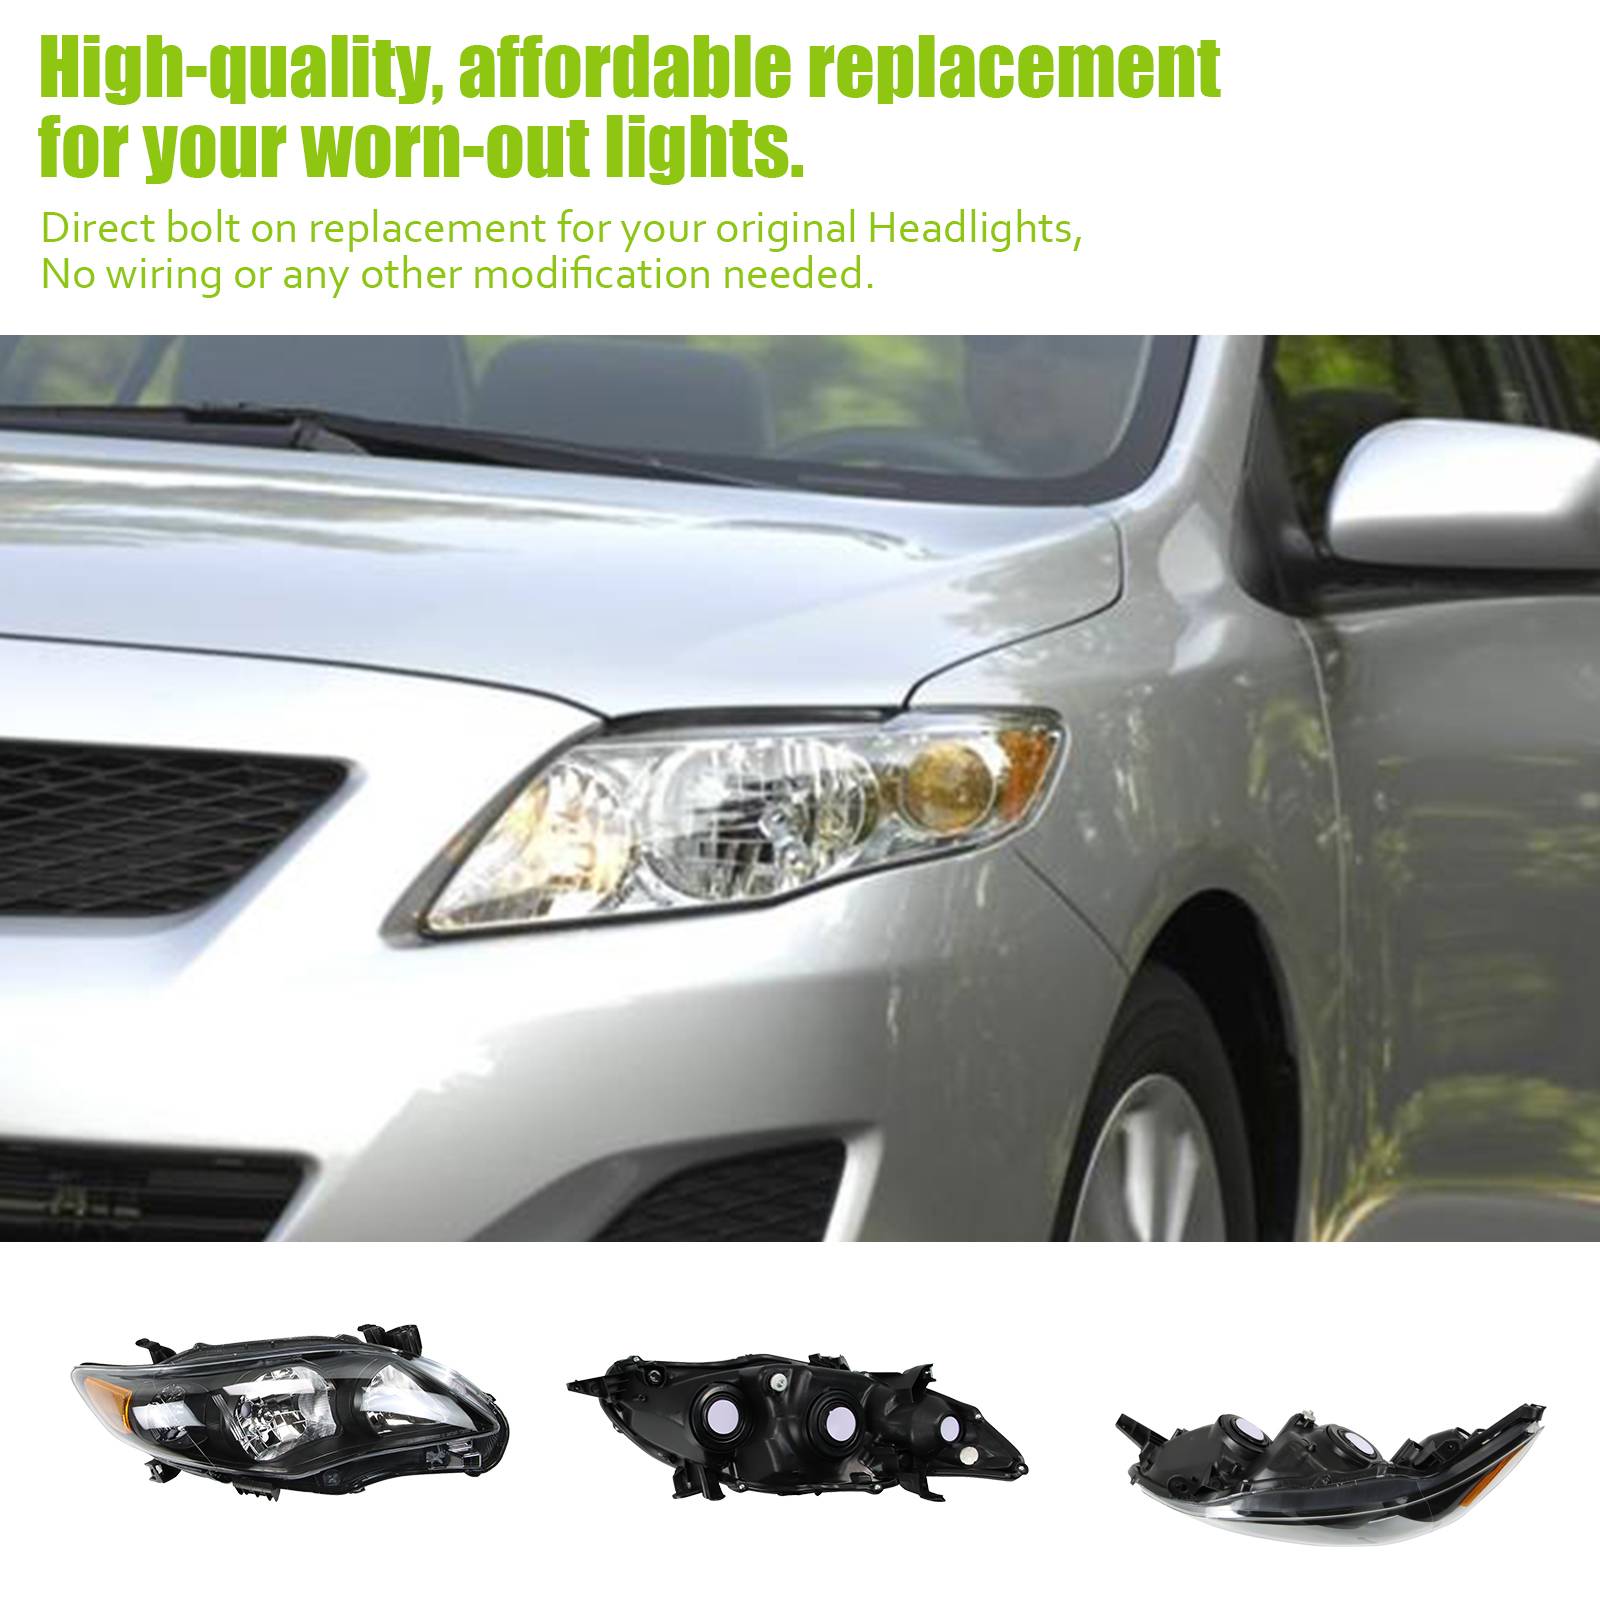 High-quality, affordable replacement
for your worn-out lights.
Direct bolt on replacement for your original Headlights,
No wiring or any other modification needed.